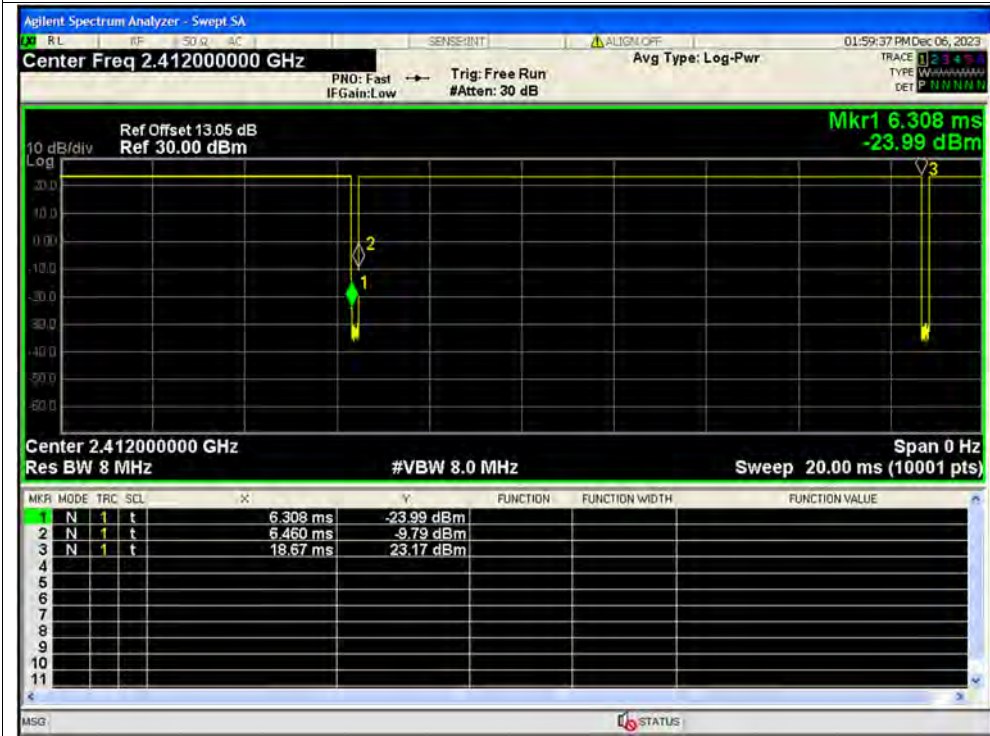 Agilent Spectrum Analyzer - Swept SA
RL RF 50 Ω AC SENSE:INT ALIGN OFF 01:59:37 PM Dec 06, 2023
Center Freq 2.412000000 GHz Avg Type: Log-Pwr TRACE 1 2 3 4 5 6
PNO: Fast Trig: Free Run TYPE W
IFGain:Low #Atten: 30 dB DET P N N N N N
Mkr1 6.308 ms
-23.99 dBm
Ref Offset 13.05 dB
10 dB/div Ref 30.00 dBm
Log
3
20.0
10.0
0.00
2
-10.0
1
-20.0
-30.0
-40.0
-50.0
-60.0
Center 2.412000000 GHz Span 0 Hz
Res BW 8 MHz #VBW 8.0 MHz Sweep 20.00 ms (10001 pts)
MKR MODE TRC SCL X Y FUNCTION FUNCTION WIDTH FUNCTION VALUE
1 N 1 t 6.308 ms -23.99 dBm
2 N 1 t 6.460 ms -9.79 dBm
3 N 1 t 18.67 ms 23.17 dBm
4
5
6
7
8
9
10
11
MSG STATUS